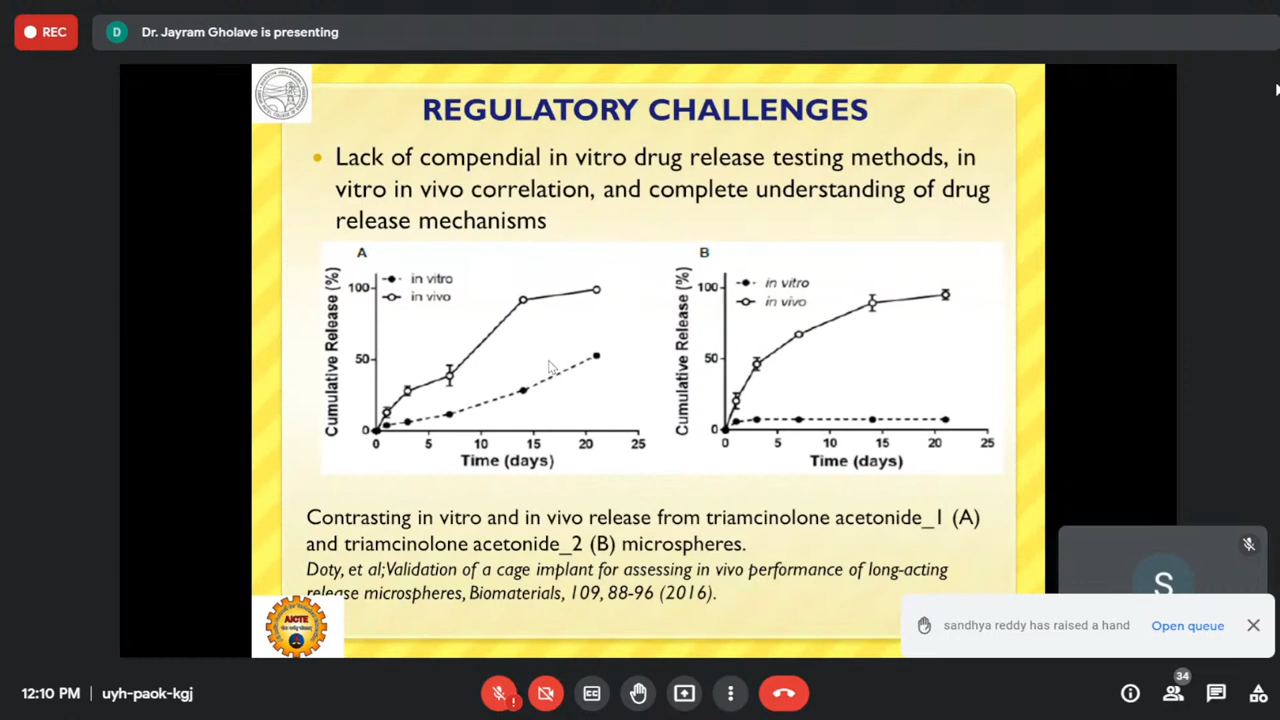 REC
D
Dr. Jayram Gholave is presenting
REGULATORY CHALLENGES
Lack of compendial in vitro drug release testing methods, in
vitro in vivo correlation, and complete understanding of drug
release mechanisms
A
in vitro
in vivo
Cumulative Release (%)
100
50
0
0 5 10 15 20 25
Time (days)
B
in vitro
in vivo
Cumulative Release (%)
100
50
0
0 5 10 15 20 25
Time (days)
Contrasting in vitro and in vivo release from triamcinolone acetonide_1 (A)
and triamcinolone acetonide_2 (B) microspheres.
Doty, et al;Validation of a cage implant for assessing in vivo performance of long-acting
release microspheres, Biomaterials, 109, 88-96 (2016).
AICTE
S
sandhya reddy has raised a hand
Open queue
12:10 PM | uyh-paok-kgj
34